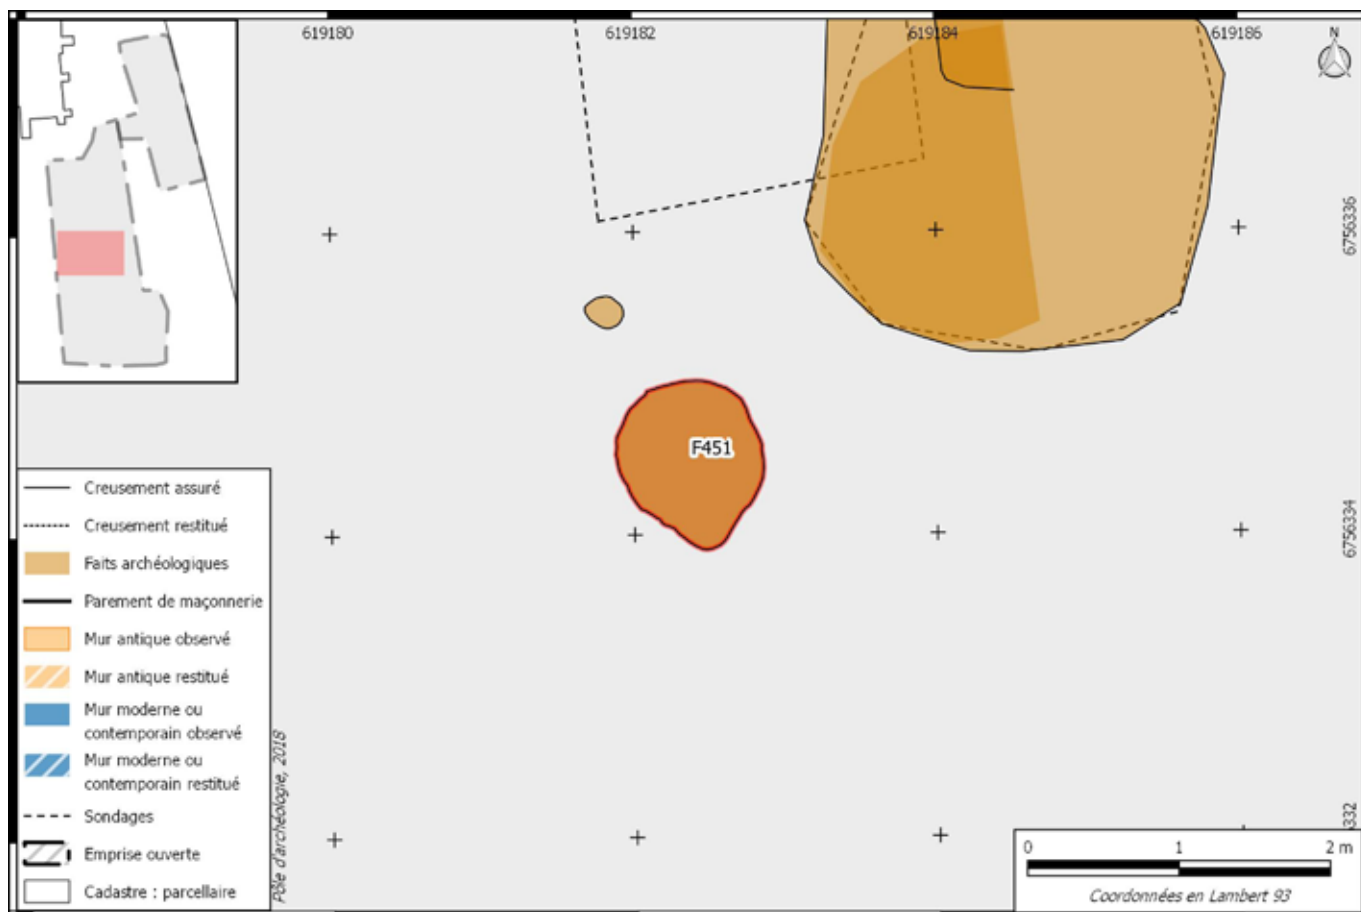 619180
619182
619184
619186
N
6756336
F451
6756334
332
Creusement assuré
Creusement restitué
Faits archéologiques
Parement de maçonnerie
Mur antique observé
Mur antique restitué
Mur moderne ou
contemporain observé
Mur moderne ou
contemporain restitué
Sondages
Emprise ouverte
Cadastre : parcellaire
Pôle d'archéologie, 2018
0 1 2 m
Coordonnées en Lambert 93